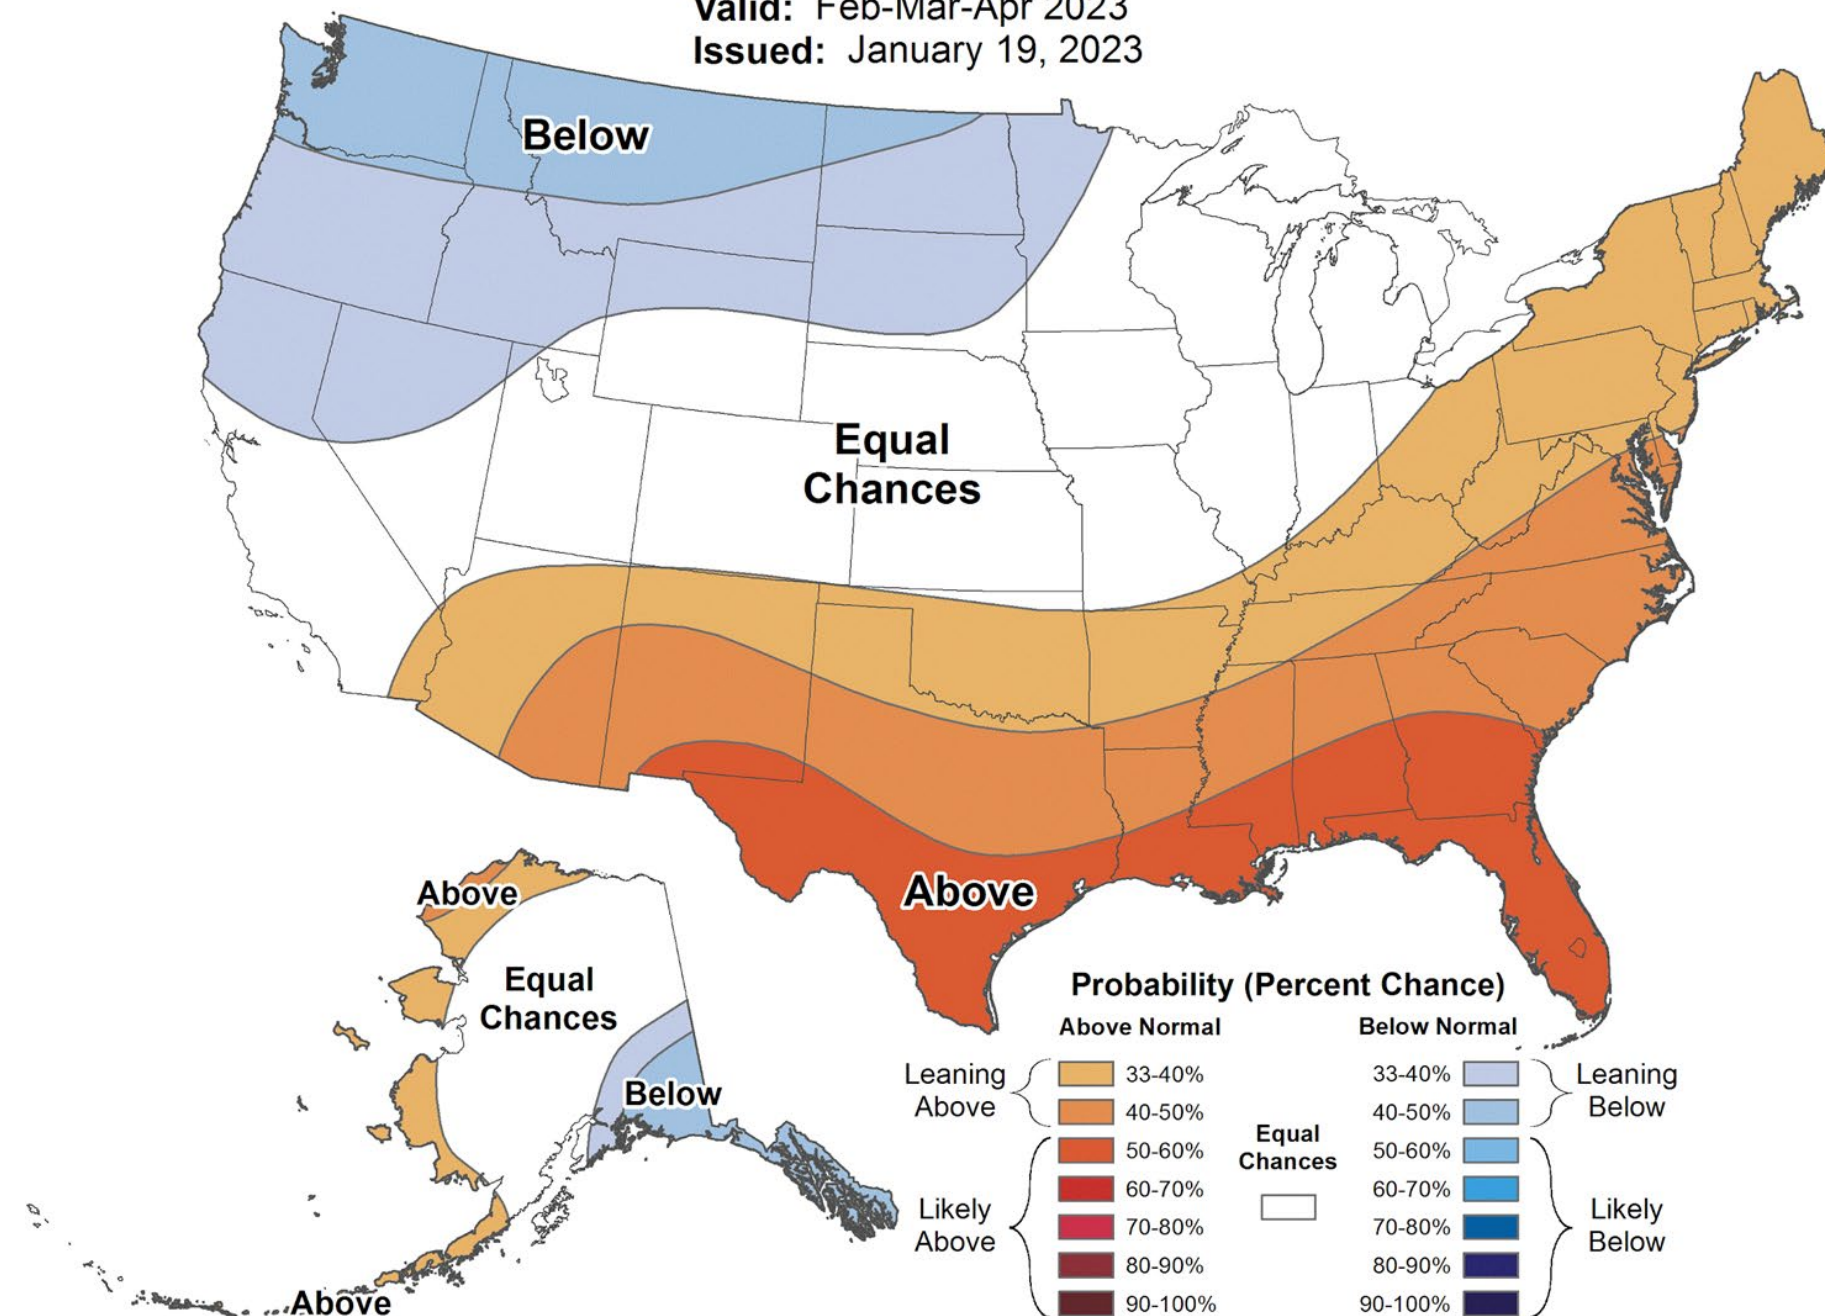 Valid: Feb-Mar-Apr 2023
Issued: January 19, 2023
Below
Equal
Chances
Above
Above
Equal
Chances
Below
Above
Probability (Percent Chance)
Above Normal
Below Normal
Leaning
Above
33-40%
40-50%
50-60%
60-70%
70-80%
80-90%
90-100%
Likely
Above
Equal
Chances
33-40%
40-50%
50-60%
60-70%
70-80%
80-90%
90-100%
Leaning
Below
Likely
Below